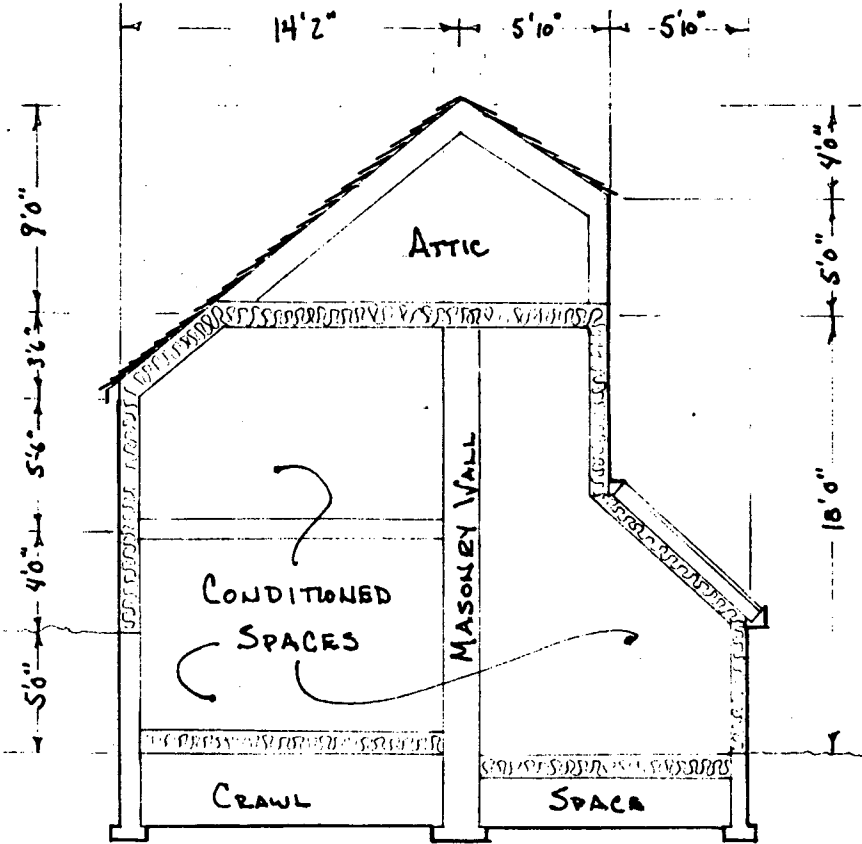 14'2"
5'10"
5'10"
9'0"
4'0"
5'0"
ATTIC
3'6"
5'6"
MASONRY WALL
18'0"
4'0"
CONDITIONED
SPACES
5'0"
CRAWL
SPACE